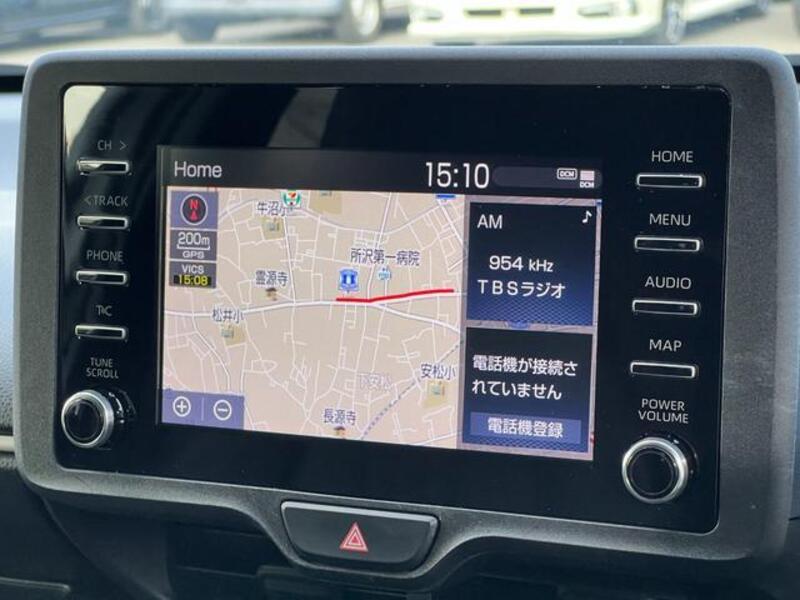 CH >
< TRACK
PHONE
T&C
TUNE
SCROLL
Home
15:10
DCM
DCM
N
200m
GPS
VICS
15:08
牛沼小
所沢第一病院
霊源寺
松井小
下安松
安松小
長源寺
AM
954 kHz
TBSラジオ
電話機が接続さ
れていません
電話機登録
HOME
MENU
AUDIO
MAP
POWER
VOLUME